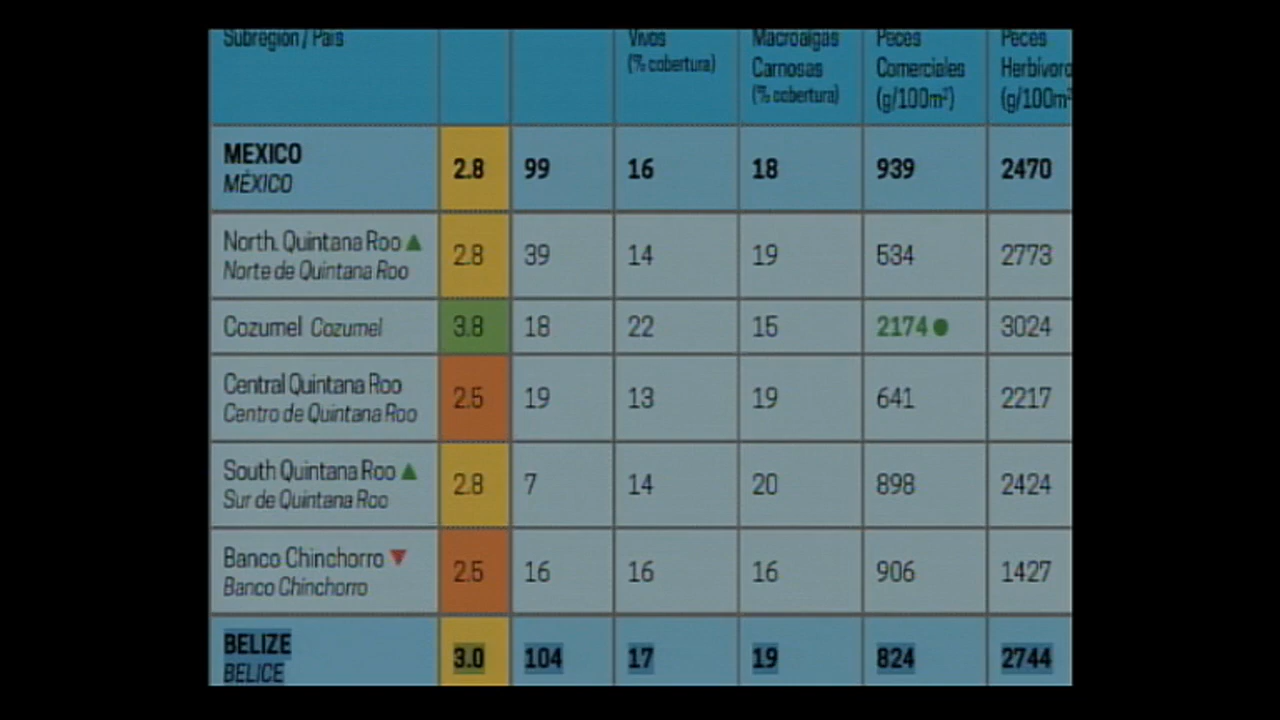 Subregión / País
Vivos
(% cobertura)
Macroalgas
Carnosas
(% cobertura)
Peces
Comerciales
(g/100m²)
Peces
Herbívoro
(g/100m²
MEXICO 2.8 99 16 18 939 2470
MÉXICO
North. Quintana Roo ▲ 2.8 39 14 19 534 2773
Norte de Quintana Roo
Cozumel Cozumel 3.8 18 22 15 2174 ● 3024
Central Quintana Roo 2.5 19 13 19 641 2217
Centro de Quintana Roo
South Quintana Roo ▲ 2.8 7 14 20 898 2424
Sur de Quintana Roo
Banco Chinchorro ▼ 2.5 16 16 16 906 1427
Banco Chinchorro
BELIZE 3.0 104 17 19 824 2744
BELICE